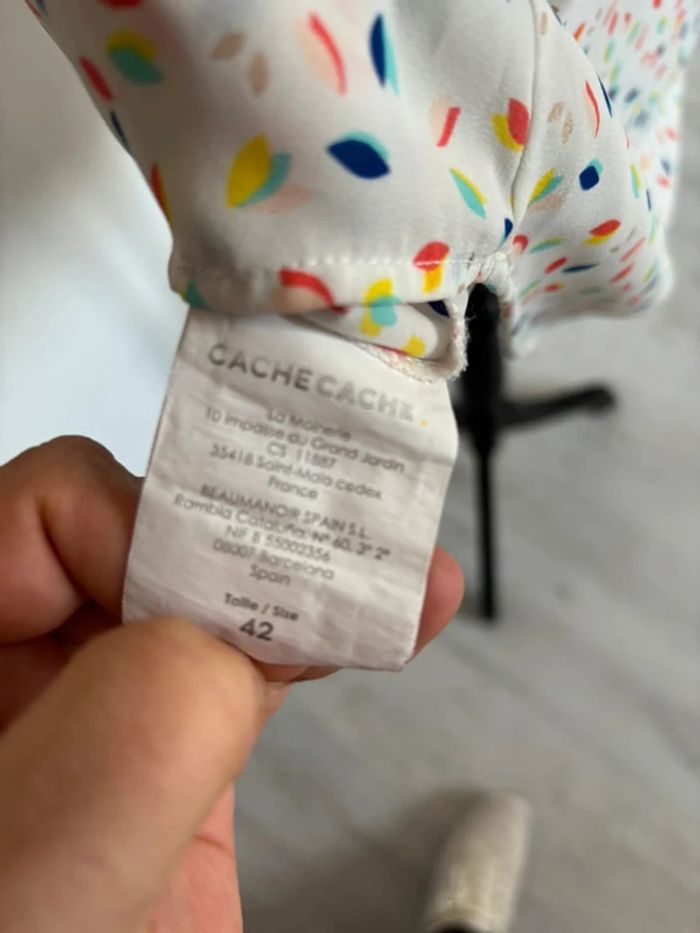 CACHE CACHE
La Moinerie
10 impasse du Grand Jardin
CS 11887
35418 Saint-Malo cedex
France
BEAUMANOIR SPAIN S.L.
Rambla Cataluña, Nº 60, 3º 2ª
NIF B 55002356
08007 Barcelona
Spain
Taille / Size
42